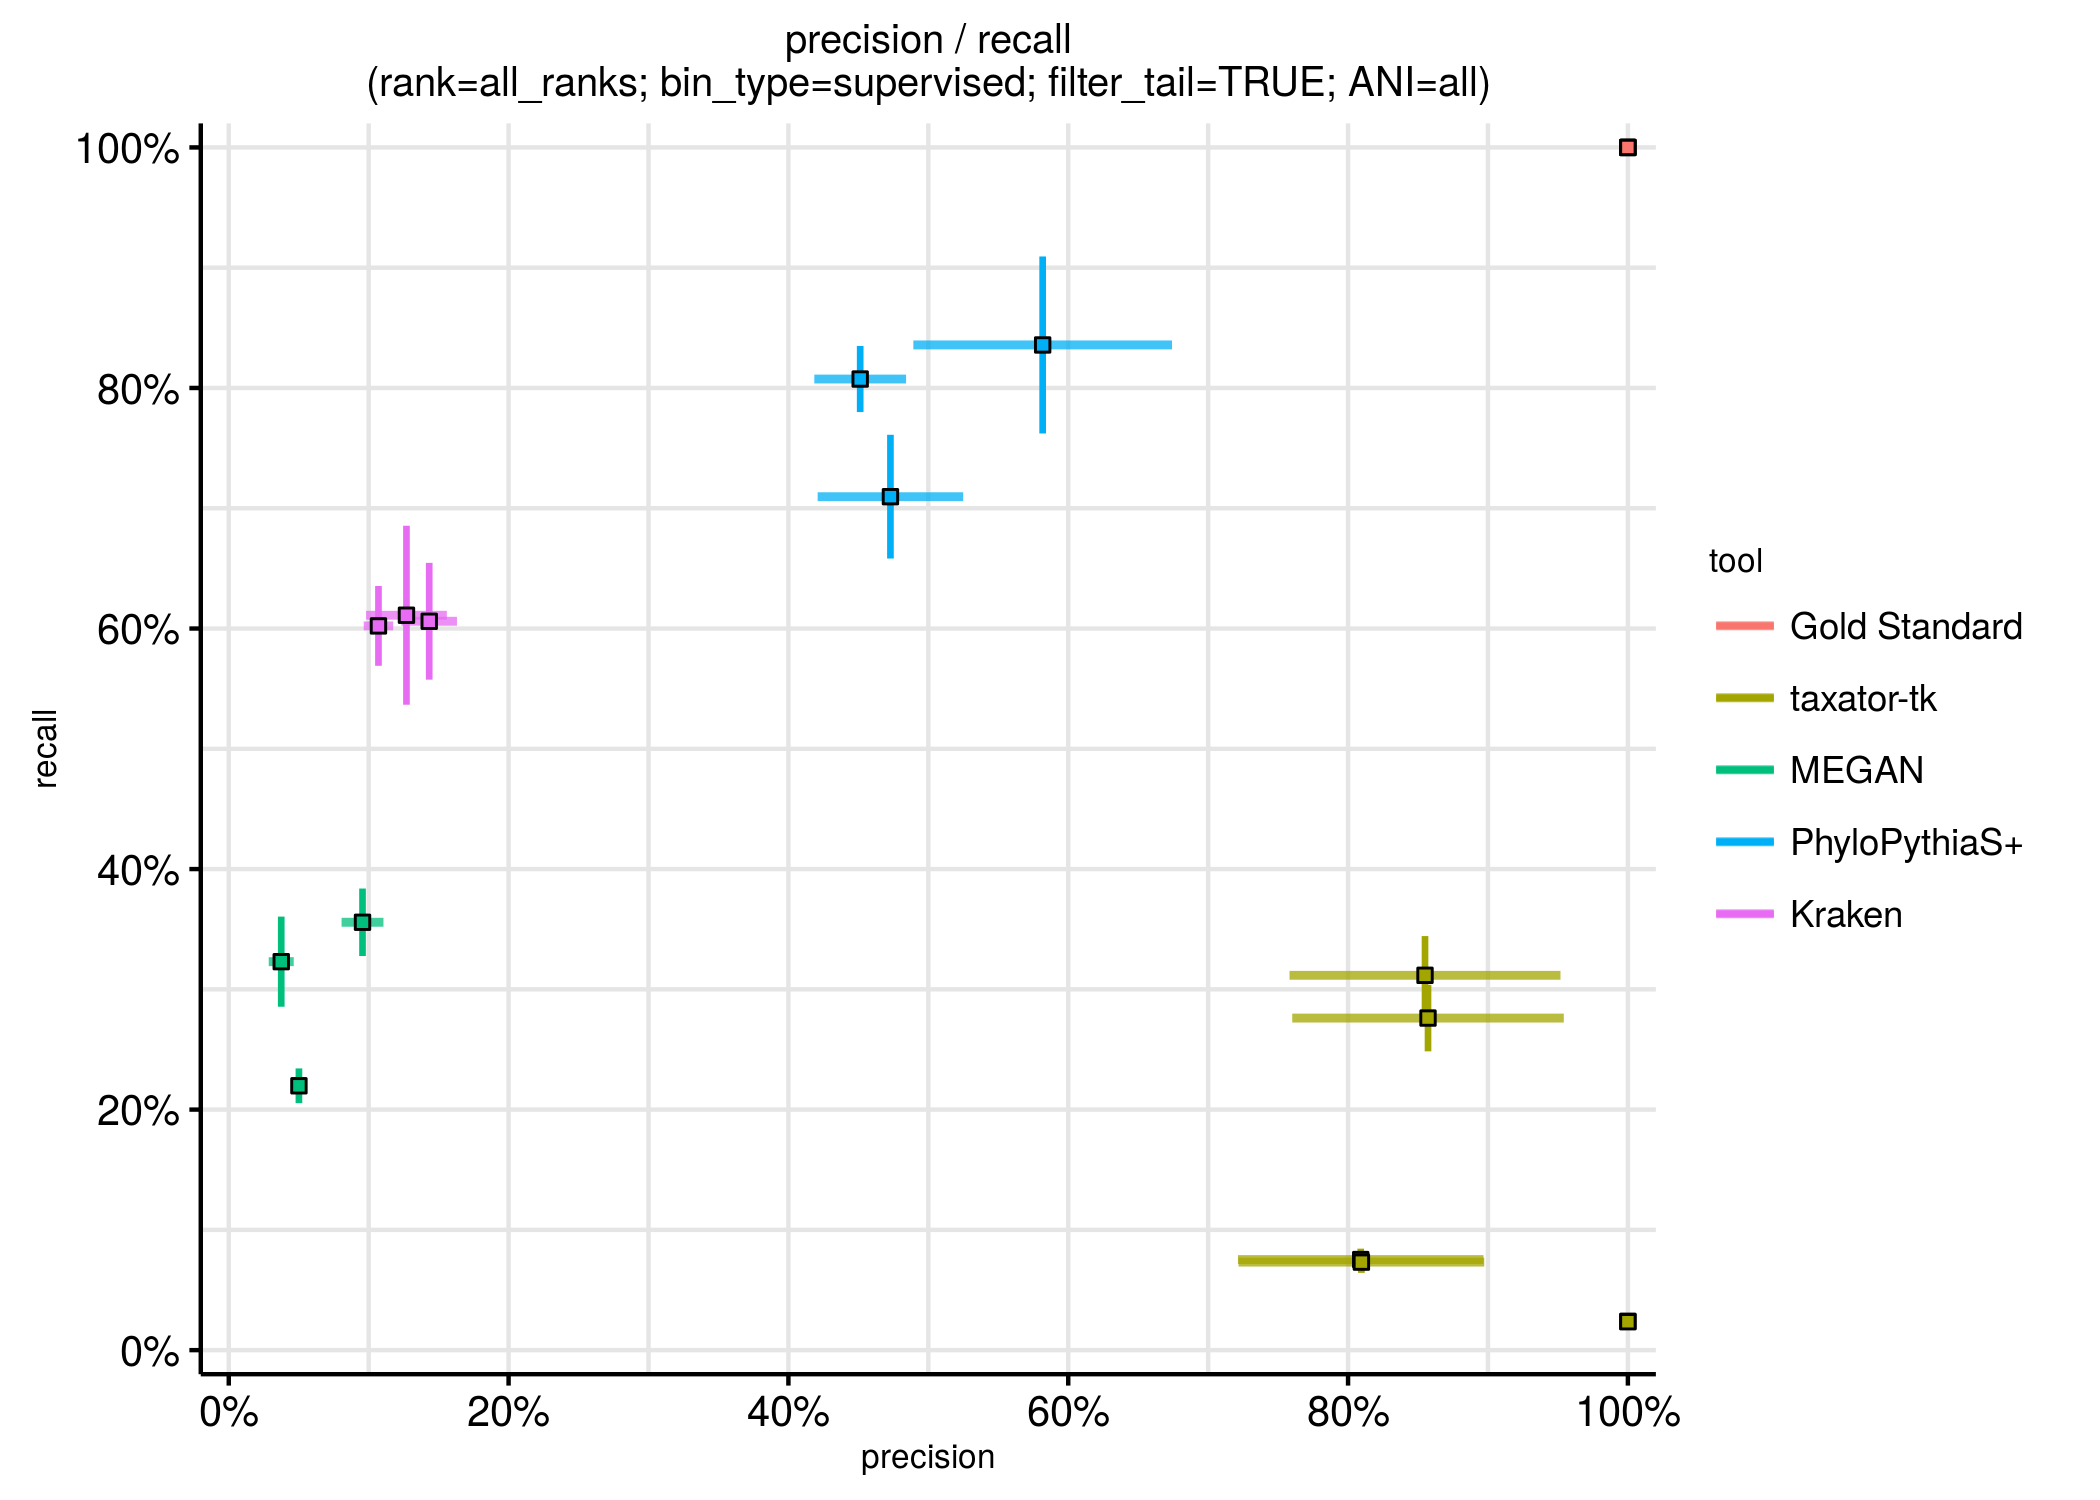 precision / recall
(rank=all_ranks; bin_type=supervised; filter_tail=TRUE; ANI=all)
100%
80%
60%
40%
20%
0%
recall
0%
20%
40%
60%
80%
100%
precision
tool
Gold Standard
taxator-tk
MEGAN
PhyloPythiaS+
Kraken